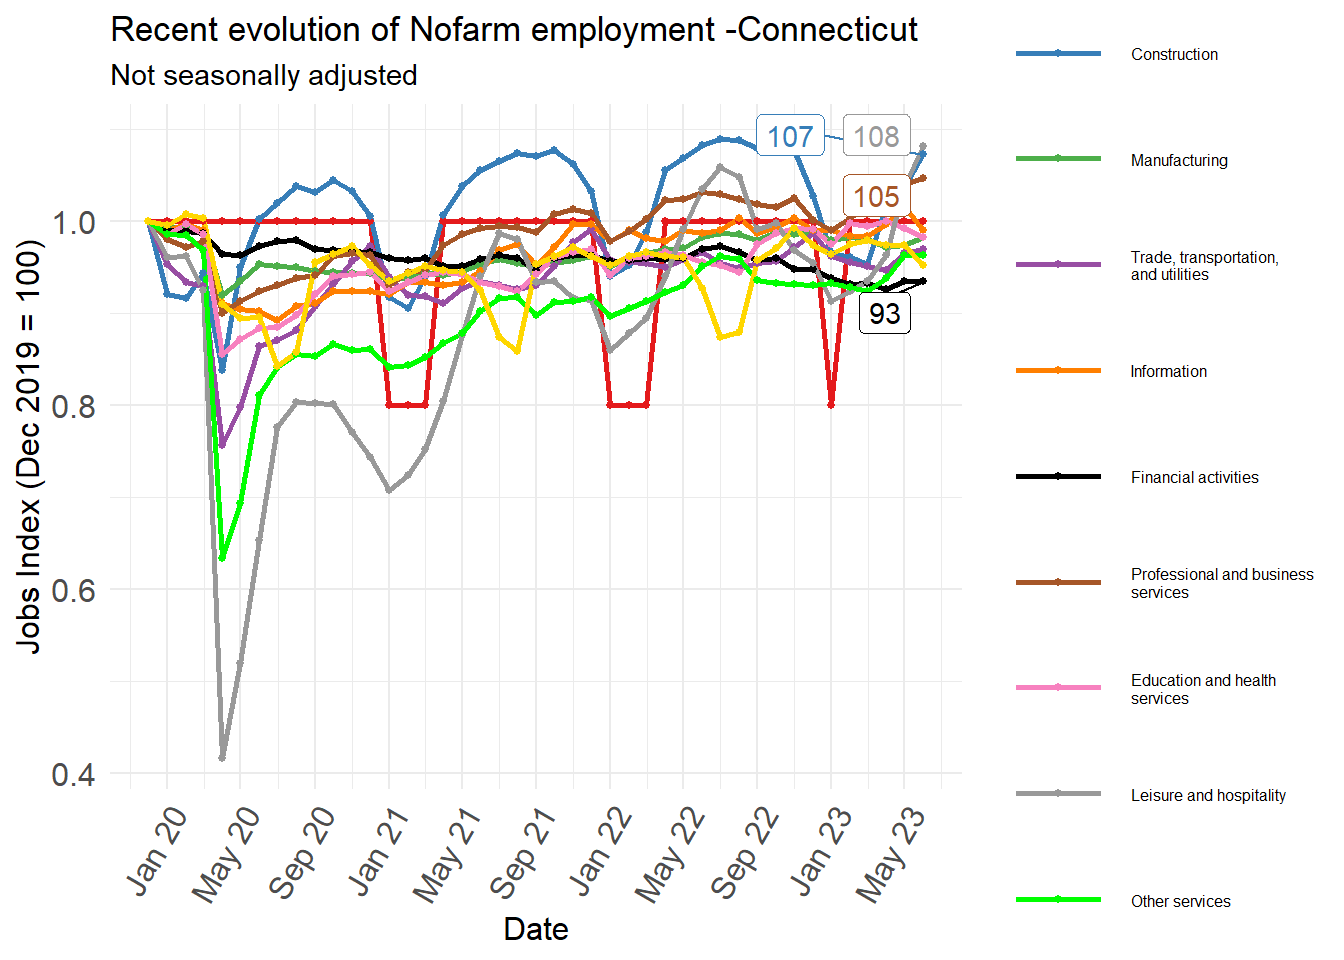 Recent evolution of Nofarm employment -Connecticut
Not seasonally adjusted
Jobs Index (Dec 2019 = 100)
1.0
0.8
0.6
0.4
107
108
105
93
Jan 20
May 20
Sep 20
Jan 21
May 21
Sep 21
Jan 22
May 22
Sep 22
Jan 23
May 23
Date
Construction
Manufacturing
Trade, transportation,
and utilities
Information
Financial activities
Professional and business
services
Education and health
services
Leisure and hospitality
Other services